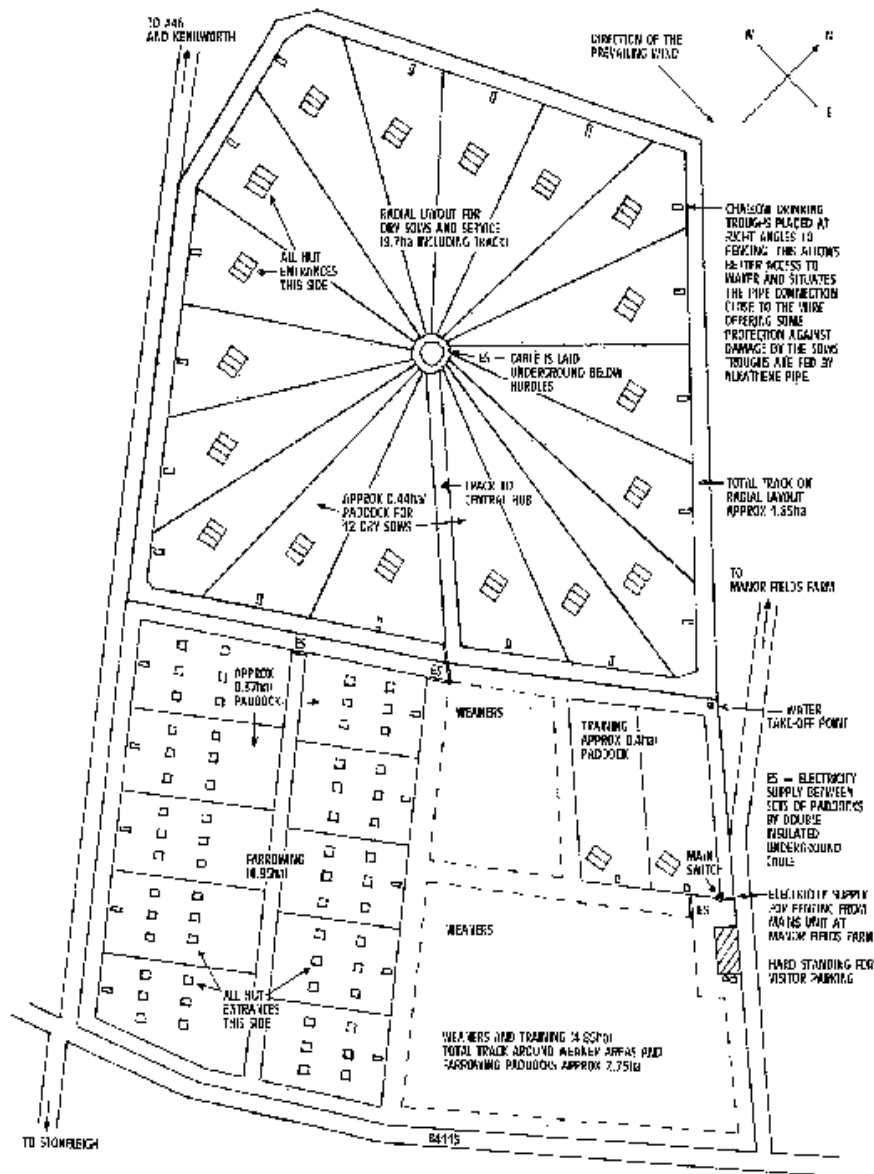 TO A46
AND KENILWORTH
DIRECTION OF THE
PREVAILING WIND
W
N
E
RADIAL LAYOUT FOR
DRY SOWS AND SERVICE
(9.7ha INCLUDING TRACK)
ALL HUT
ENTRANCES
THIS SIDE
SHALLOW DRINKING
TROUGHS PLACED AT
RIGHT ANGLES TO
FENCING. THIS ALLOWS
BETTER ACCESS TO
WATER AND SITUATES
THE PIPE CONNECTION
CLOSE TO THE WIRE
OFFERING SOME
PROTECTION AGAINST
DAMAGE BY THE SOWS
TROUGHS ARE FED BY
ALKATHENE PIPE
ES – CABLE IS LAID
UNDERGROUND BELOW
HURDLES
APPROX 0.44ha
PADDOCK FOR
12 DRY SOWS
TRACK TO
CENTRAL HUB
TOTAL TRACK ON
RADIAL LAYOUT
APPROX 1.85ha
TO
MANOR FIELDS FARM
ES
ES
APPROX
0.37ha
PADDOCK
WEANERS
TRAINING
APPROX 0.4ha
PADDOCK
WATER
TAKE-OFF POINT
ES – ELECTRICITY
SUPPLY BETWEEN
SETS OF PADDOCKS
BY DOUBLE
INSULATED
UNDERGROUND
CABLE
FARROWING
(4.95ha)
MAIN
SWITCH
ES
ELECTRICITY SUPPLY
FOR FENCING FROM
MAINS UNIT AT
MANOR FIELDS FARM
WEANERS
HARD STANDING FOR
VISITOR PARKING
ALL HUT
ENTRANCES
THIS SIDE
WEANERS AND TRAINING (4.85ha)
TOTAL TRACK AROUND WEANER AREAS AND
FARROWING PADDOCKS APPROX 2.75ha
TO STONELEIGH
B4115